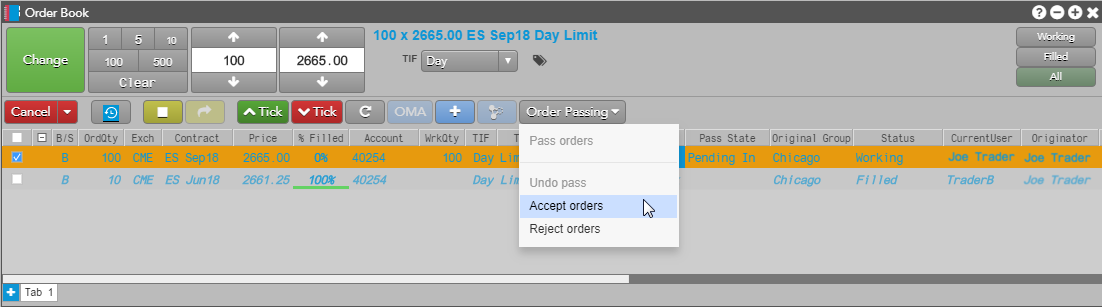 Order Book
Change
1 5 10
100 500
Clear
100
2665.00
100 x 2665.00 ES Sep18 Day Limit
TIF Day
Working
Filled
All
Cancel Tick Tick OMA Order Passing
B/S OrdQty Exch Contract Price % Filled Account WrkQty TIF Pass State Original Group Status CurrentUser Originator
B 100 CME ES Sep18 2665.00 0% 40254 100 Day Pending In Chicago Working Joe Trader Joe Trader
B 10 CME ES Jun18 2661.25 100% 40254 Day Chicago Filled TraderB Joe Trader
Pass orders
Undo pass
Accept orders
Reject orders
Tab 1